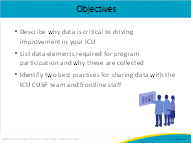 Objectives
• Describe why data is critical to driving
improvement in your ICU
• List data elements required for program
participation and why these are collected
• Identify two best practices for sharing data with the
ICU CUSP team and frontline staff